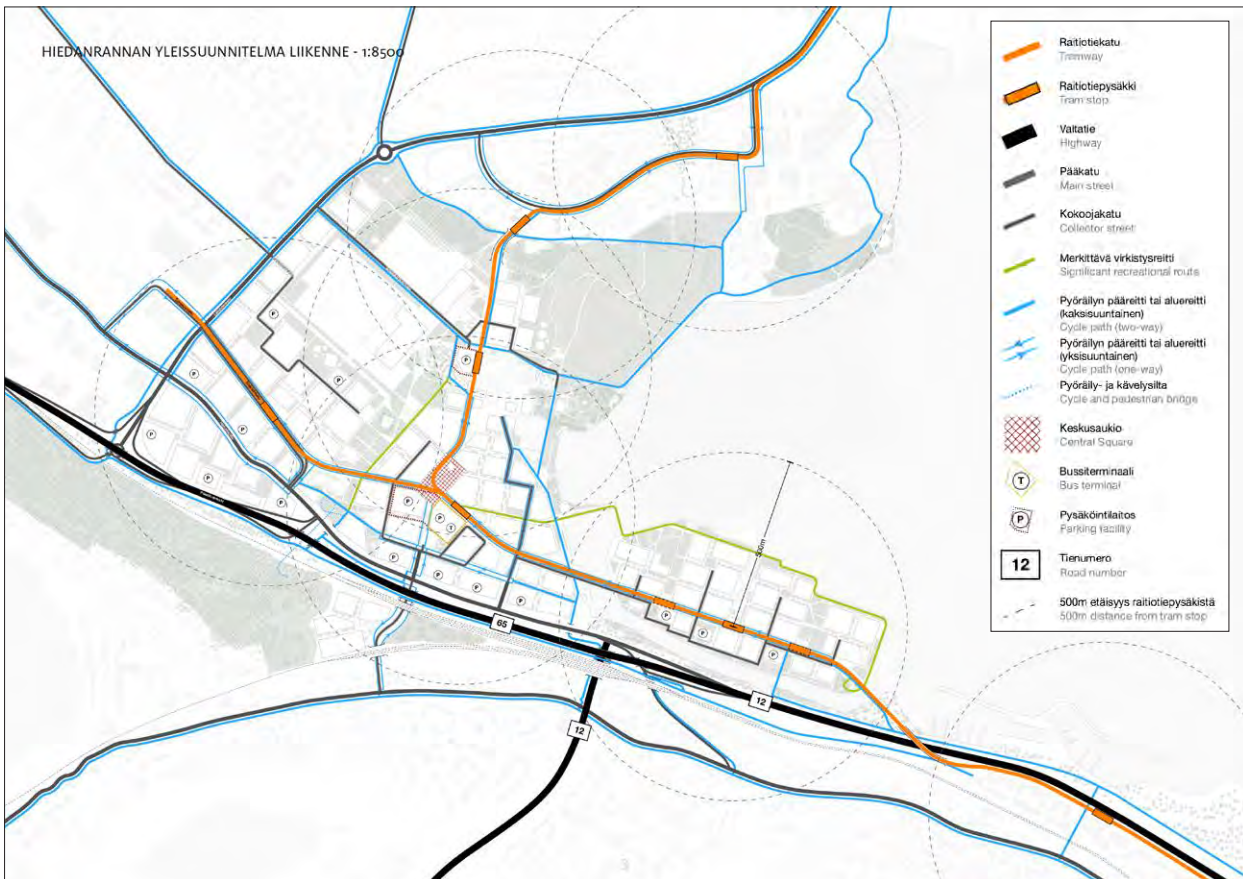 HIEDANRANNAN YLEISSUUNNITELMA LIIKENNE - 1:8500
Raitiotiekatu
Tramway
Raitiotiepysäkki
Tram stop
Valtatie
Highway
Pääkatu
Main street
Kokoojakatu
Collector street
Merkittävä virkistysreitti
Significant recreational route
Pyöräilyn pääreitti tai aluereitti
(kaksisuuntainen)
Cycle path (two-way)
Pyöräilyn pääreitti tai aluereitti
(yksisuuntainen)
Cycle path (one-way)
Pyöräily- ja kävelysilta
Cycle and pedestrian bridge
Keskusaukio
Central Square
T
Bussiterminaali
Bus terminal
P
Pysäköintilaitos
Parking facility
12
Tienumero
Road number
500m etäisyys raitiotiepysäkistä
500m distance from tram stop
P
P
P
P
P
P
P
P
P
P
P
T
P
P
P
P
P
P
P
500m
65
12
12
3